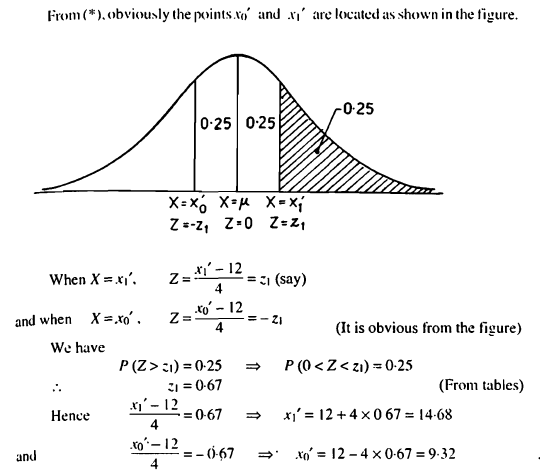 From (*), obviously the points x₀′ and x₁′ are located as shown in the figure.
0·25
0·25 0·25
X=x₀′ X=μ X=x₁′
Z=-z₁ Z=0 Z=z₁
When X = x₁′, Z = (x₁′ − 12)/4 = z₁ (say)
and when X = x₀′, Z = (x₀′ − 12)/4 = − z₁
(It is obvious from the figure)
We have
P (Z > z₁) = 0·25 ⇒ P (0 < Z < z₁) = 0·25
∴ z₁ = 0·67 (From tables)
Hence (x₁′ − 12)/4 = 0·67 ⇒ x₁′ = 12 + 4 × 0·67 = 14·68
and (x₀′ − 12)/4 = − 0·67 ⇒ x₀′ = 12 − 4 × 0·67 = 9·32